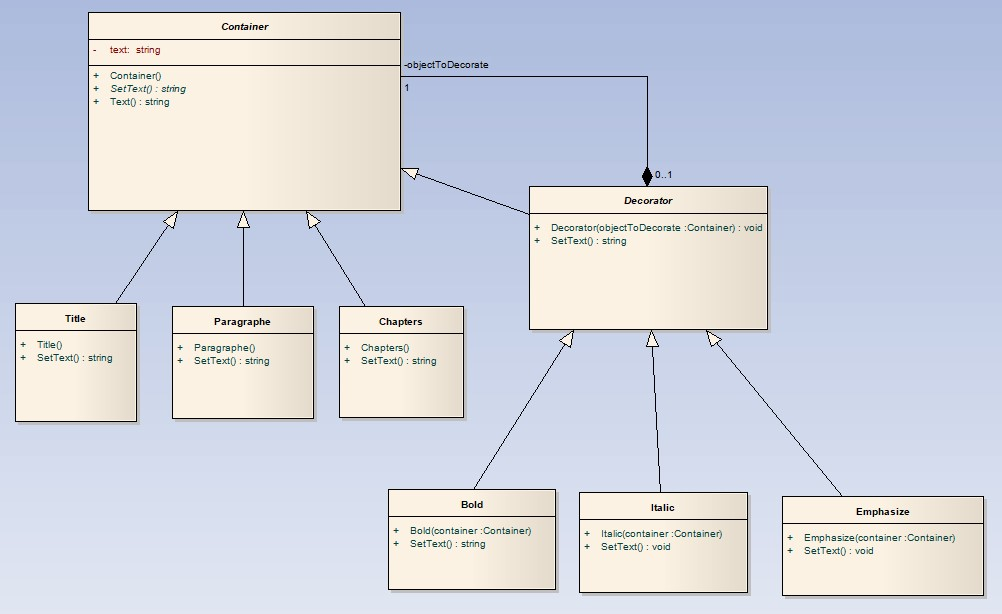 Container
- text: string
+ Container()
+ SetText() : string
+ Text() : string
-objectToDecorate
1
0..1
Decorator
+ Decorator(objectToDecorate :Container) : void
+ SetText() : string
Title
+ Title()
+ SetText() : string
Paragraphe
+ Paragraphe()
+ SetText() : string
Chapters
+ Chapters()
+ SetText() : string
Bold
+ Bold(container :Container)
+ SetText() : string
Italic
+ Italic(container :Container)
+ SetText() : void
Emphasize
+ Emphasize(container :Container)
+ SetText() : void